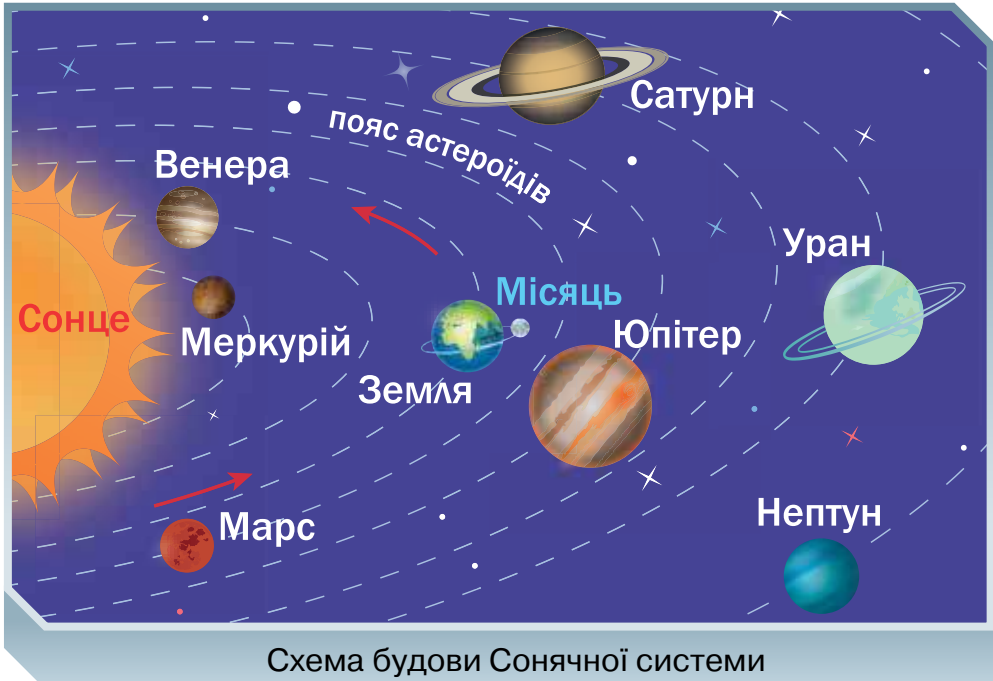 Сатурн
пояс астероїдів
Венера
Уран
Місяць
Сонце
Юпітер
Меркурій
Земля
Нептун
Марс
Схема будови Сонячної системи